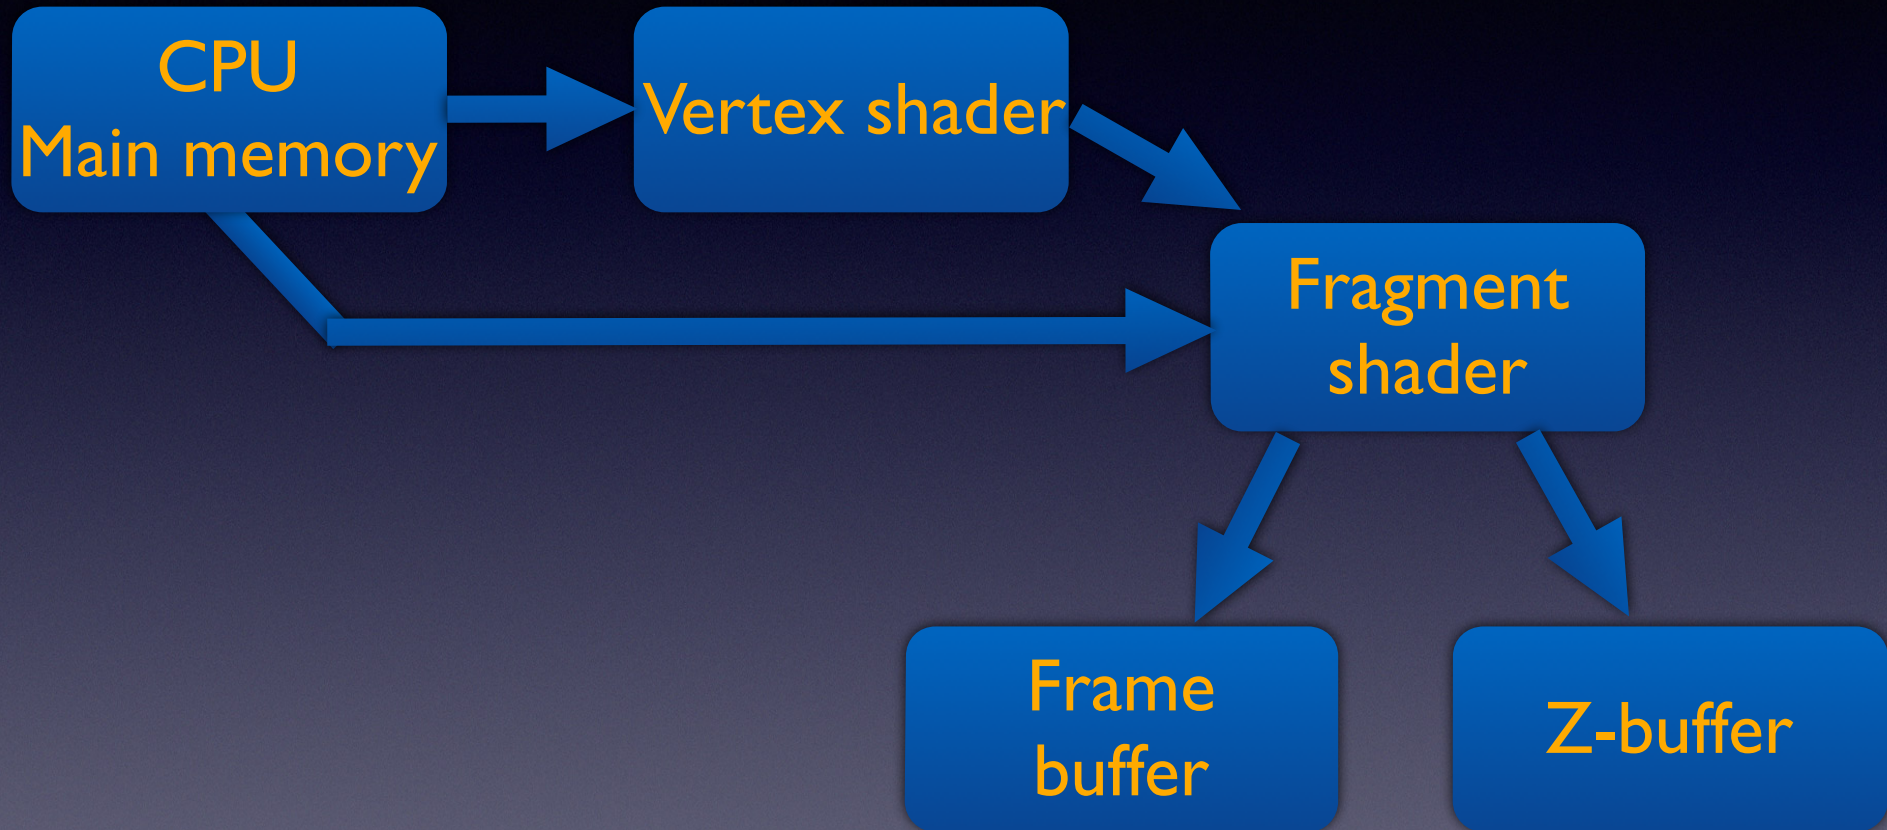 CPU
Main memory
Vertex shader
Fragment
shader
Frame
buffer
Z-buffer